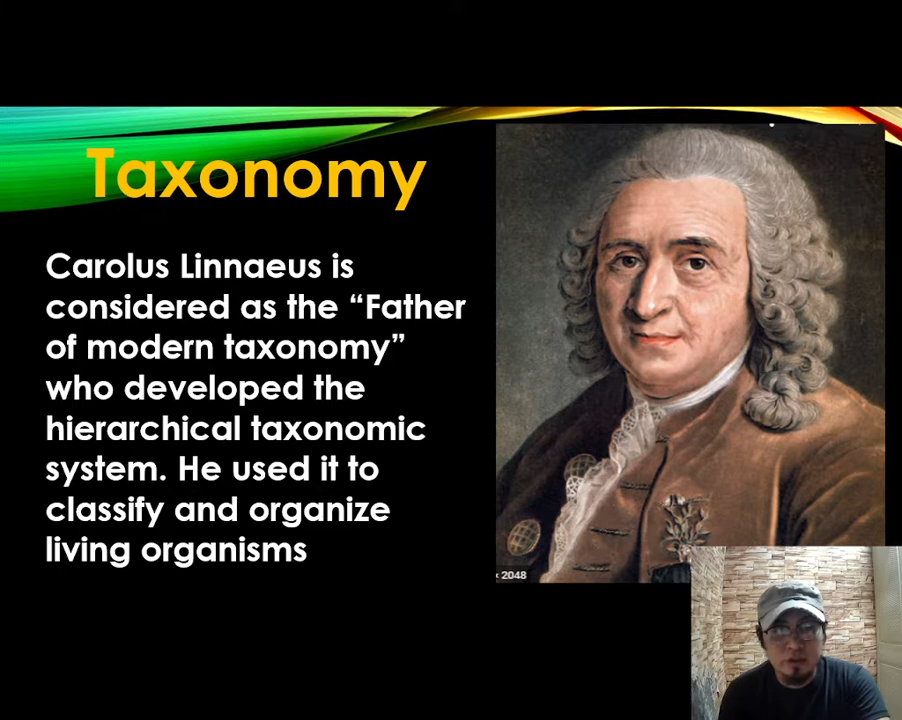 Taxonomy
Carolus Linnaeus is
considered as the “Father
of modern taxonomy”
who developed the
hierarchical taxonomic
system. He used it to
classify and organize
living organisms
× 2048